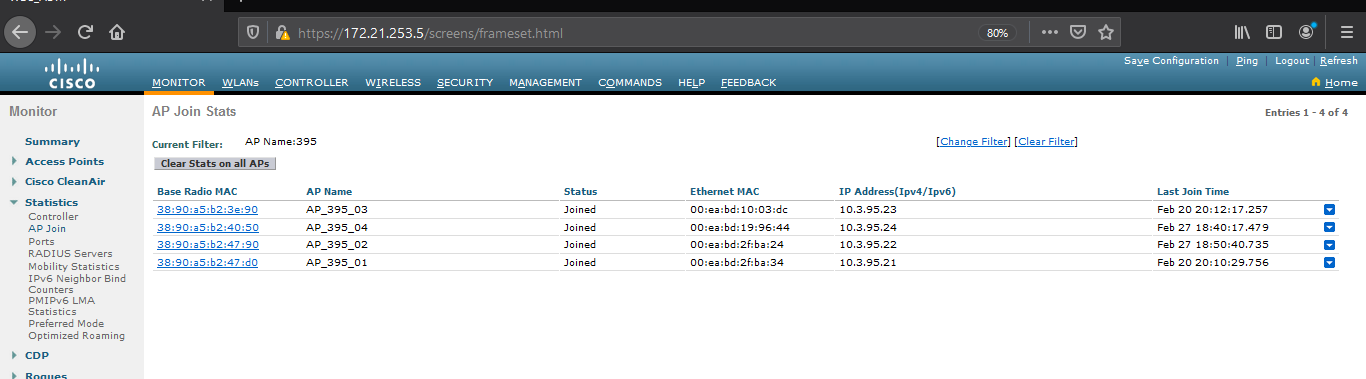 https://172.21.253.5/screens/frameset.html
80%
CISCO
Save Configuration | Ping | Logout | Refresh
MONITOR WLANs CONTROLLER WIRELESS SECURITY MANAGEMENT COMMANDS HELP FEEDBACK
Home
Monitor
Summary
Access Points
Cisco CleanAir
Statistics
Controller
AP Join
Ports
RADIUS Servers
Mobility Statistics
IPv6 Neighbor Bind
Counters
PMIPv6 LMA
Statistics
Preferred Mode
Optimized Roaming
CDP
Rogues
AP Join Stats
Entries 1 - 4 of 4
Current Filter: AP Name:395
[Change Filter] [Clear Filter]
Clear Stats on all APs
Base Radio MAC AP Name Status Ethernet MAC IP Address(Ipv4/Ipv6) Last Join Time
38:90:a5:b2:3e:90 AP_395_03 Joined 00:ea:bd:10:03:dc 10.3.95.23 Feb 20 20:12:17.257
38:90:a5:b2:40:50 AP_395_04 Joined 00:ea:bd:19:96:44 10.3.95.24 Feb 27 18:40:17.479
38:90:a5:b2:47:90 AP_395_02 Joined 00:ea:bd:2f:ba:24 10.3.95.22 Feb 27 18:50:40.735
38:90:a5:b2:47:d0 AP_395_01 Joined 00:ea:bd:2f:ba:34 10.3.95.21 Feb 20 20:10:29.756